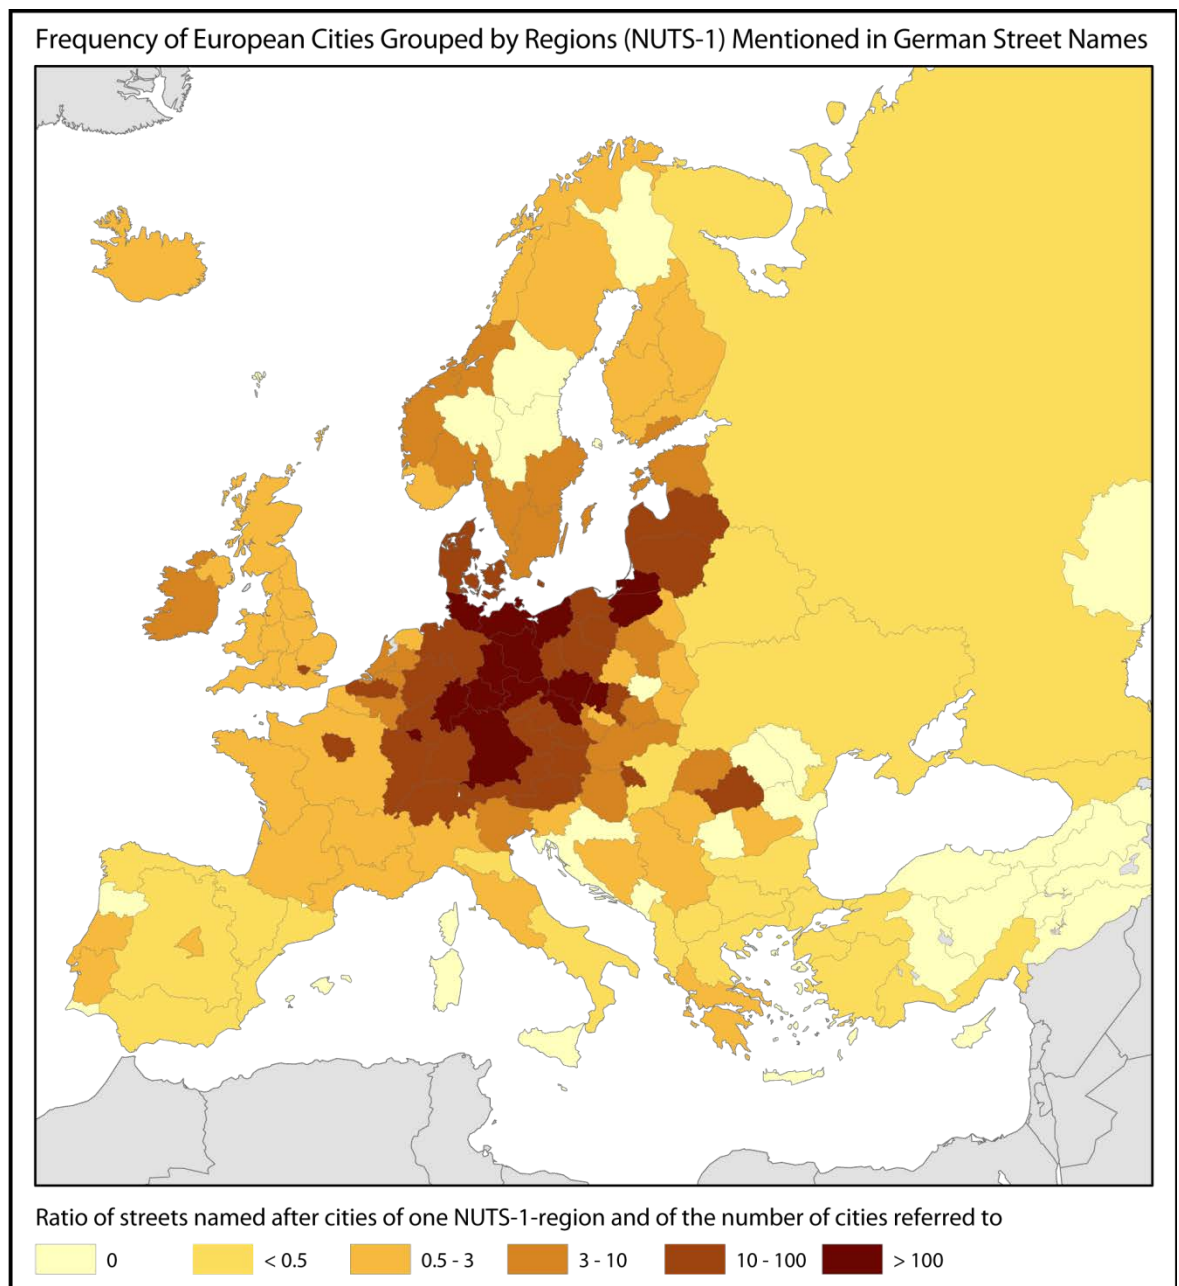 Frequency of European Cities Grouped by Regions (NUTS-1) Mentioned in German Street Names
Ratio of streets named after cities of one NUTS-1-region and of the number of cities referred to
0 < 0.5 0.5 - 3 3 - 10 10 - 100 > 100